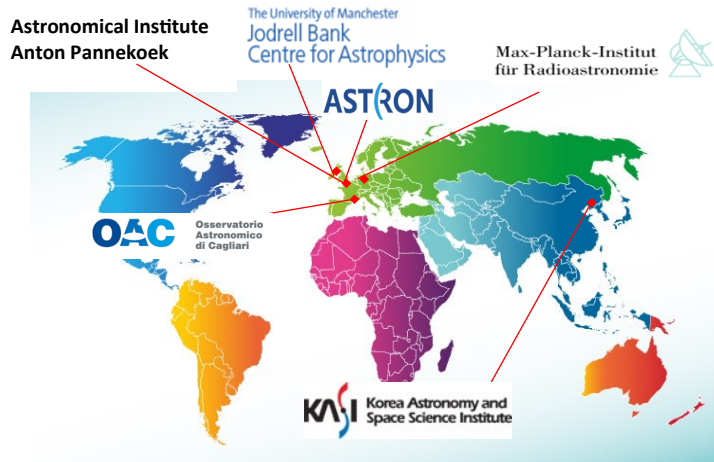 Astronomical Institute
Anton Pannekoek
The University of Manchester
Jodrell Bank
Centre for Astrophysics
Max-Planck-Institut
für Radioastronomie
ASTRON
OAC
Osservatorio
Astronomico
di Cagliari
KASI
Korea Astronomy and
Space Science Institute